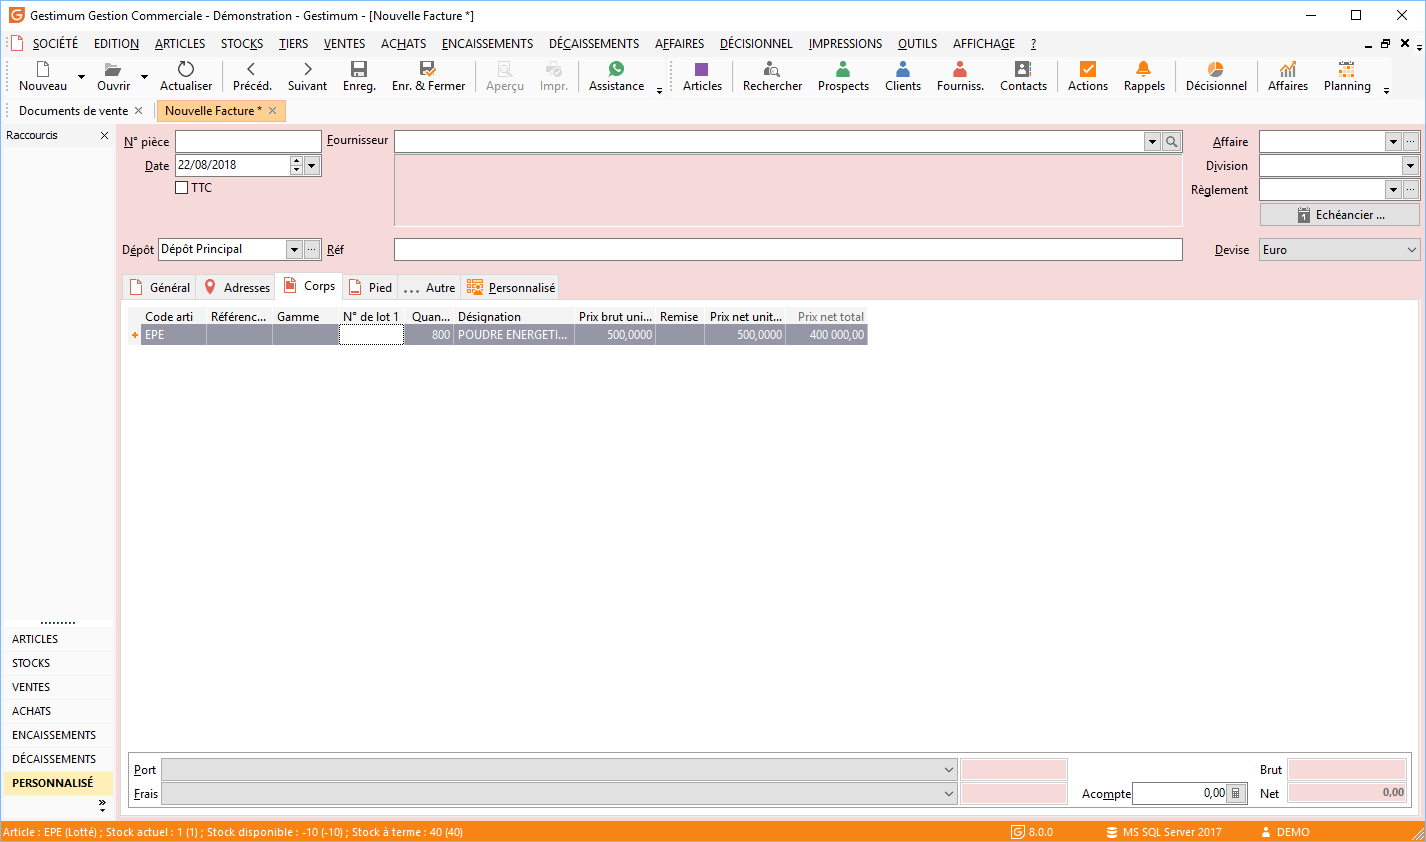 Gestimum Gestion Commerciale - Démonstration - Gestimum - [Nouvelle Facture *]
SOCIÉTÉ EDITION ARTICLES STOCKS TIERS VENTES ACHATS ENCAISSEMENTS DÉCAISSEMENTS AFFAIRES DÉCISIONNEL IMPRESSIONS OUTILS AFFICHAGE ?
Nouveau Ouvrir Actualiser Précéd. Suivant Enreg. Enr. & Fermer Aperçu Impr. Assistance Articles Rechercher Prospects Clients Fourniss. Contacts Actions Rappels Décisionnel Affaires Planning
Documents de vente Nouvelle Facture *
Raccourcis
N° pièce Fournisseur Affaire
Date 22/08/2018 Division
TTC Règlement
Echéancier ...
Dépôt Dépôt Principal Réf Devise Euro
Général Adresses Corps Pied ... Autre Personnalisé
Code arti Référenc... Gamme N° de lot 1 Quan... Désignation Prix brut uni... Remise Prix net unit... Prix net total
EPE 800 POUDRE ENERGETI... 500,0000 500,0000 400 000,00
ARTICLES
STOCKS
VENTES
ACHATS
ENCAISSEMENTS
DÉCAISSEMENTS
PERSONNALISÉ
Port Brut
Frais Acompte 0,00 Net 0,00
Article : EPE (Lotté) ; Stock actuel : 1 (1) ; Stock disponible : -10 (-10) ; Stock à terme : 40 (40) 8.0.0 MS SQL Server 2017 DEMO